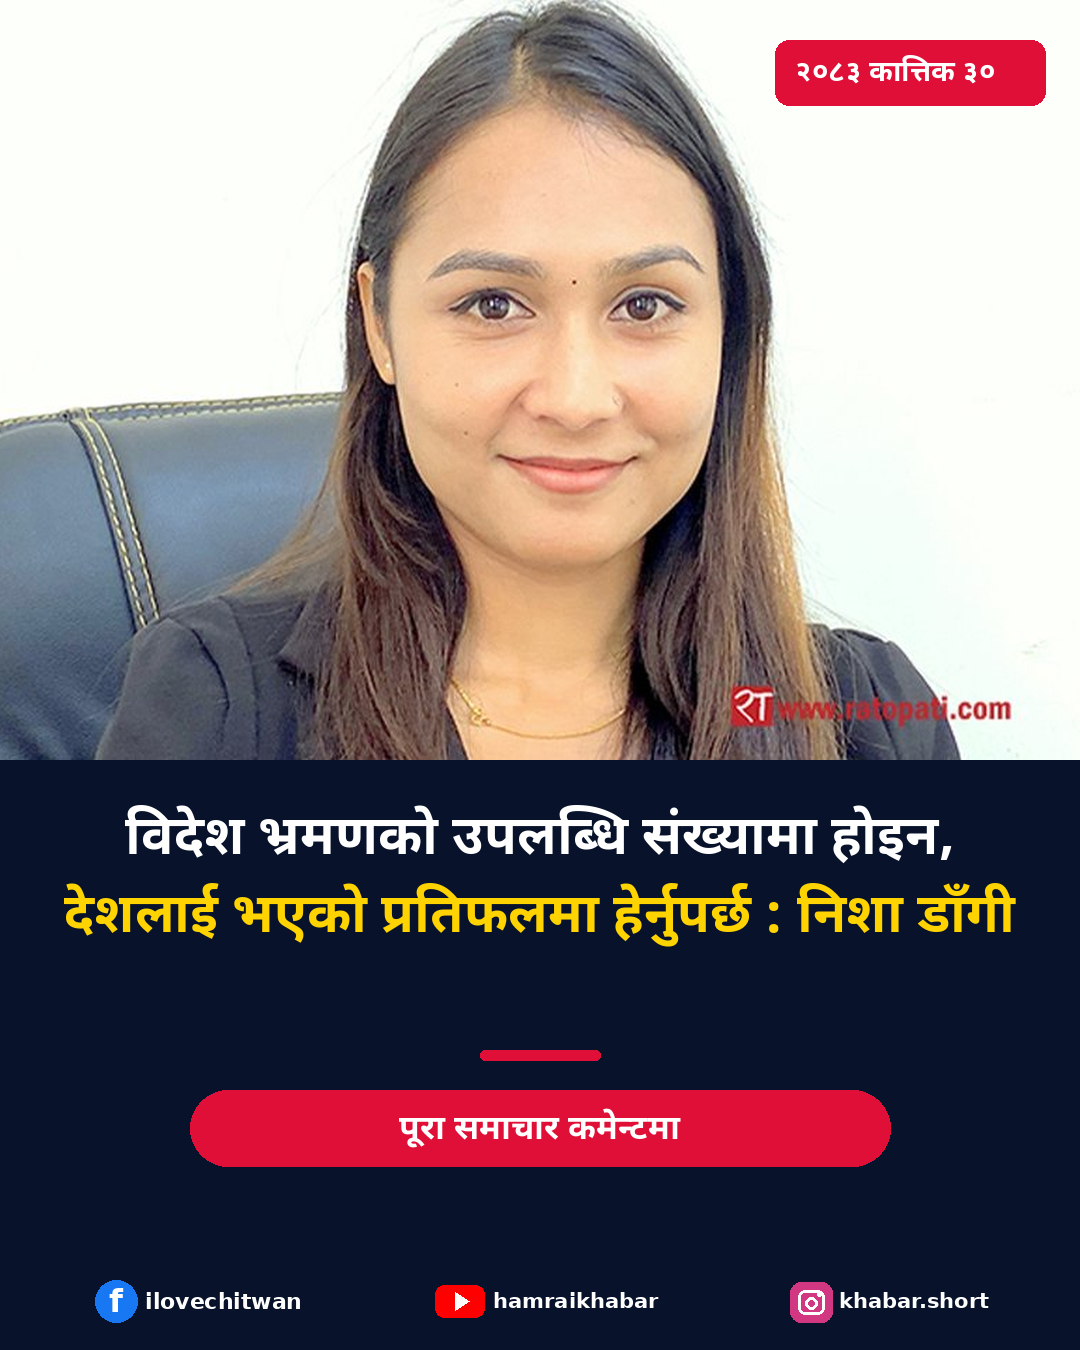 २०८३ कात्तिक ३०
रा www.ratopati.com
विदेश भ्रमणको उपलब्धि संख्यामा होइन,
देशलाई भएको प्रतिफलमा हेर्नुपर्छ : निशा डाँगी
पूरा समाचार कमेन्टमा
f ilovechitwan
hamraikhabar
khabar.short